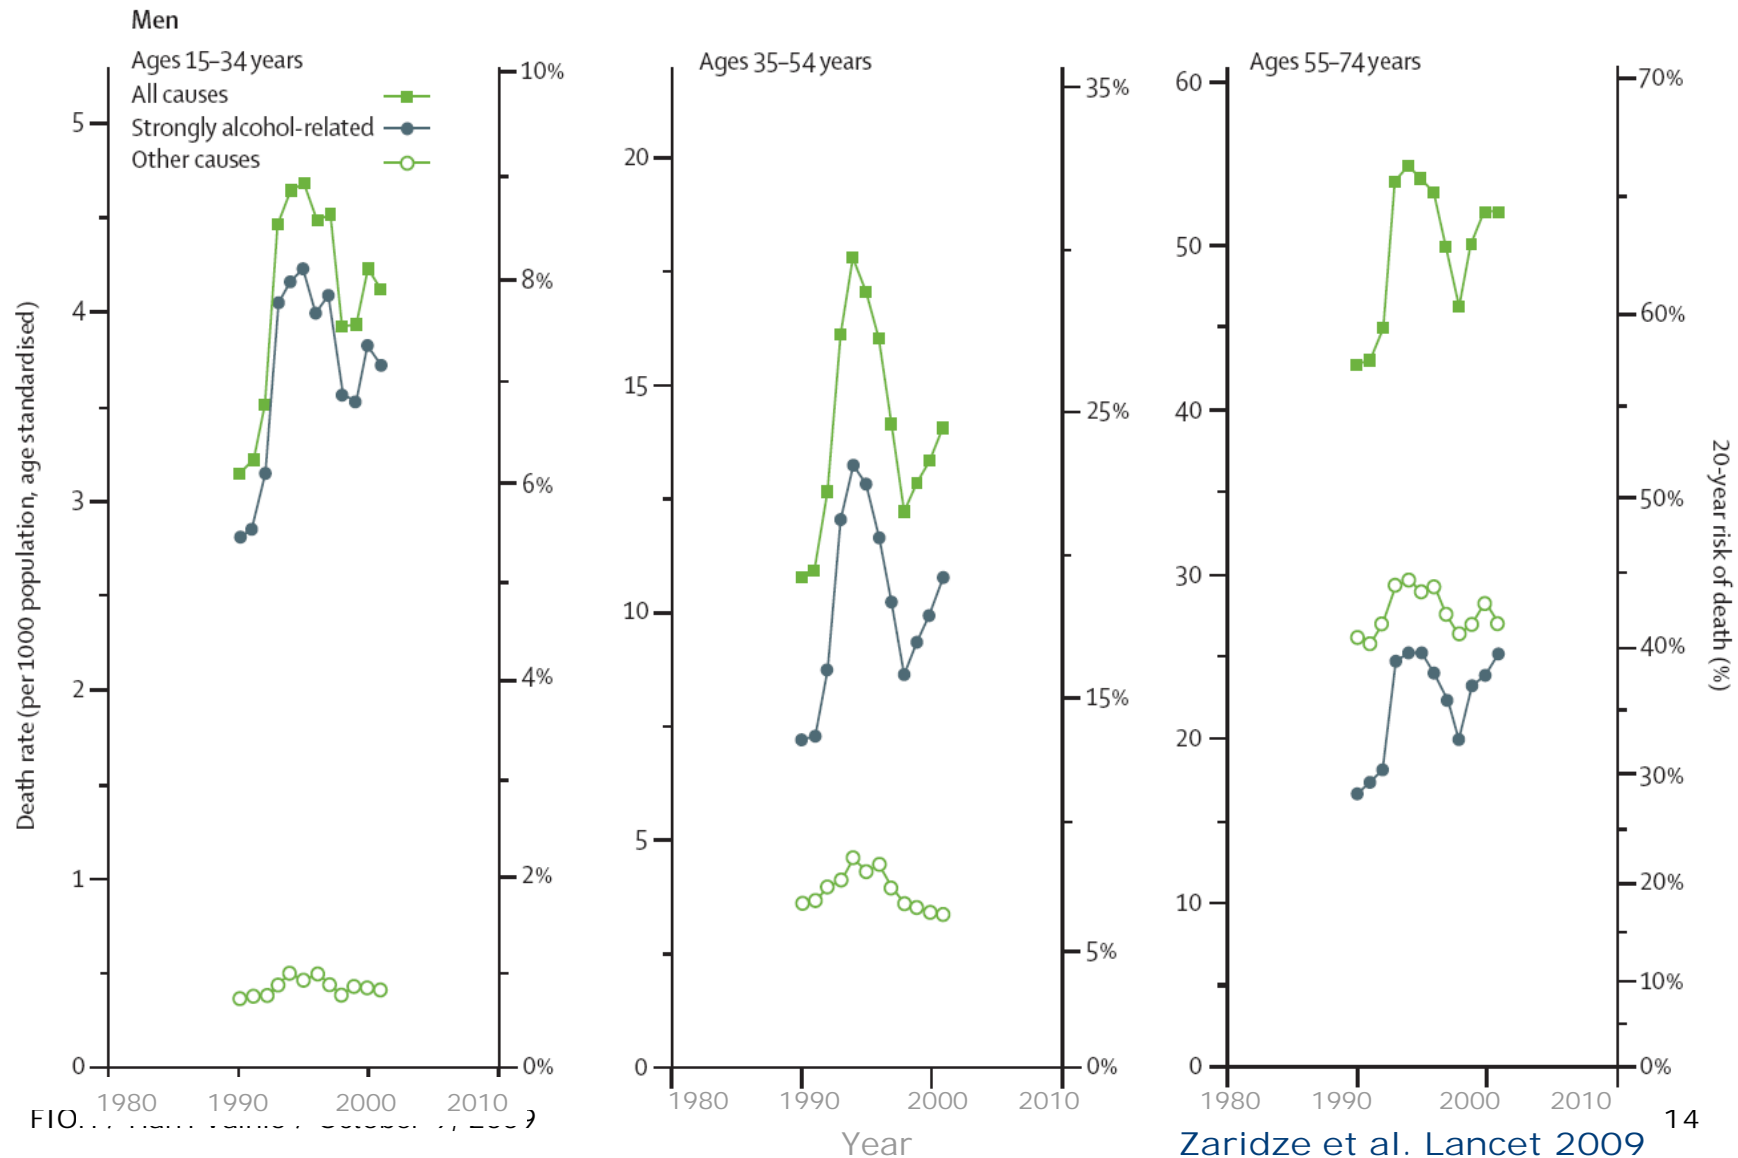 Men
Ages 15–34 years
All causes
Strongly alcohol-related
Other causes
Death rate (per 1000 population, age standardised)
5
4
3
2
1
0
10%
8%
6%
4%
2%
0%
1980 1990 2000 2010
Ages 35–54 years
20
15
10
5
0
35%
25%
15%
5%
0%
1980 1990 2000 2010
Ages 55–74 years
60
50
40
30
20
10
0
70%
60%
50%
40%
30%
20%
10%
0%
20-year risk of death (%)
1980 1990 2000 2010
14
Year
Zaridze et al. Lancet 2009